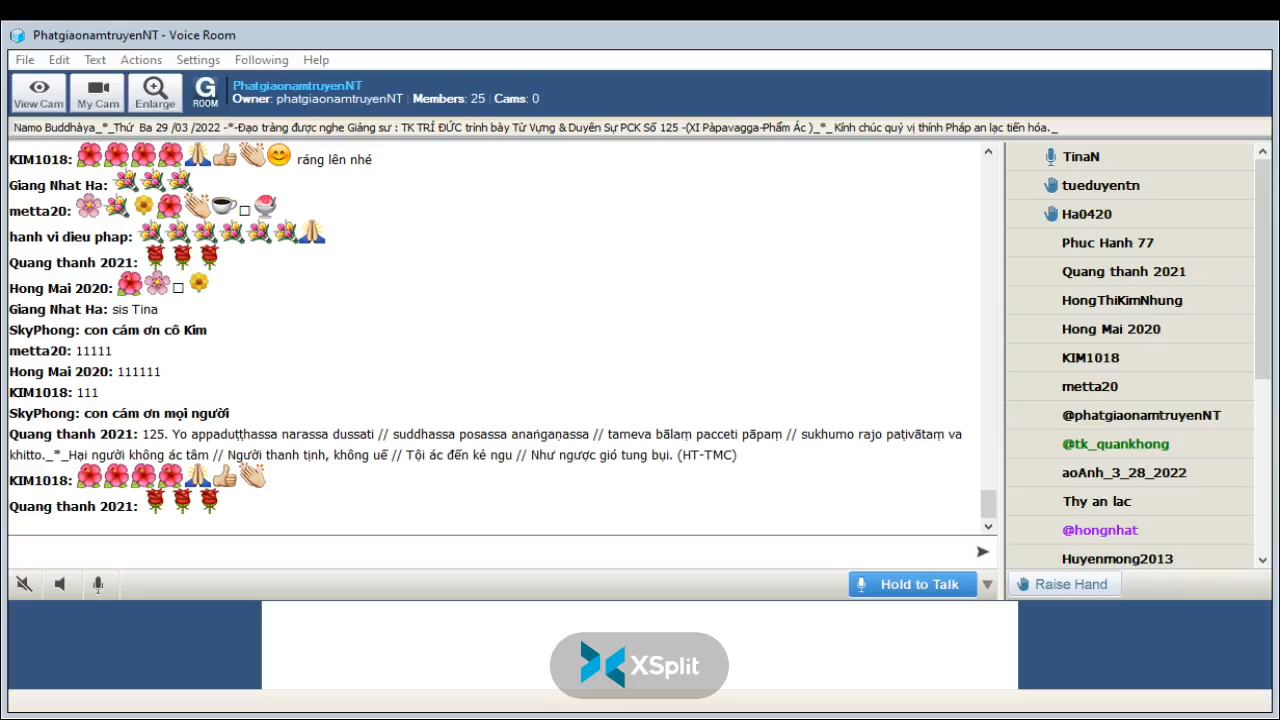 PhatgiaonamtruyenNT - Voice Room
File Edit Text Actions Settings Following Help
View Cam My Cam Enlarge G ROOM
PhatgiaonamtruyenNT
Owner: phatgiaonamtruyenNT | Members: 25 | Cams: 0
Namo Buddhàya_*_Thứ Ba 29 /03 /2022 -*-Đạo tràng được nghe Giảng sư : TK TRÍ ĐỨC trình bày Từ Vựng & Duyên Sự PCK Số 125 -(XI Pàpavagga-Phẩm Ác )_*_ Kính chúc quý vị thính Pháp an lạc tiến hóa._
KIM1018: ráng lên nhé
Giang Nhat Ha:
metta20:
hanh vi dieu phap:
Quang thanh 2021:
Hong Mai 2020:
Giang Nhat Ha: sis Tina
SkyPhong: con cám ơn cô Kim
metta20: 11111
Hong Mai 2020: 111111
KIM1018: 111
SkyPhong: con cám ơn mọi người
Quang thanh 2021: 125. Yo appaduṭṭhassa narassa dussati // suddhassa posassa anaṅgaṇassa // tameva bālaṃ pacceti pāpaṃ // sukhumo rajo paṭivātaṃ va
khitto._*_Hại người không ác tâm // Người thanh tịnh, không uế // Tội ác đến kẻ ngu // Như ngược gió tung bụi. (HT-TMC)
KIM1018:
Quang thanh 2021:
TinaN
tueduyentn
Ha0420
Phuc Hanh 77
Quang thanh 2021
HongThiKimNhung
Hong Mai 2020
KIM1018
metta20
@phatgiaonamtruyenNT
@tk_quankhong
aoAnh_3_28_2022
Thy an lac
@hongnhat
Huyenmong2013
Hold to Talk
Raise Hand
XSplit